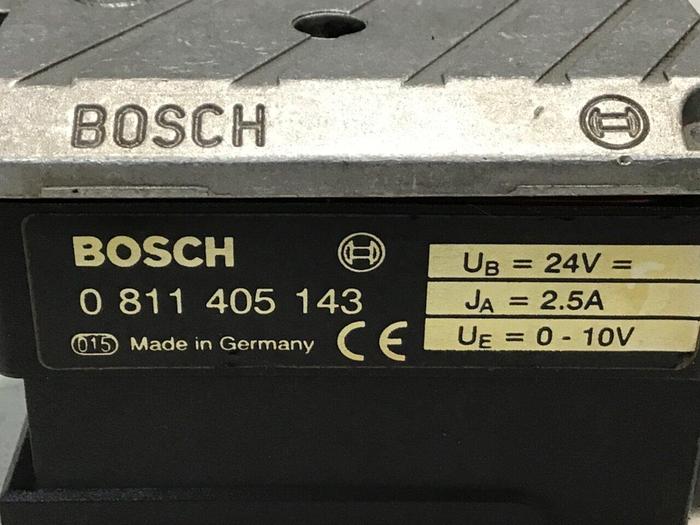 BOSCH
BOSCH
0 811 405 143
015 Made in Germany CE
UB = 24V =
JA = 2.5A
UE = 0 - 10V